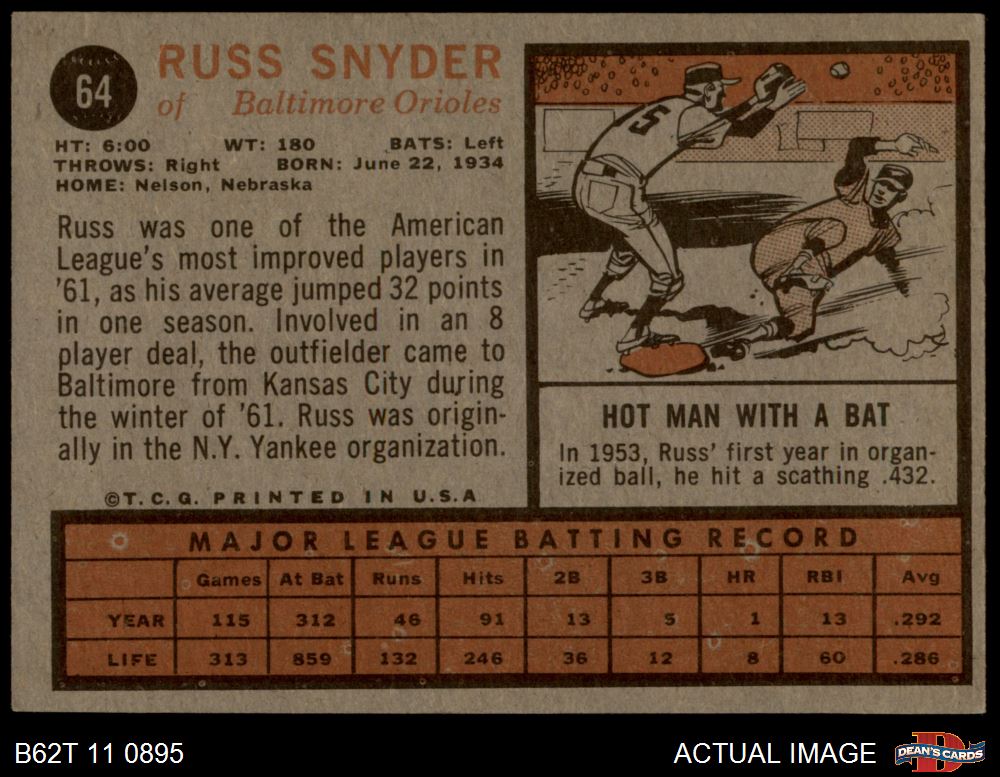 64
RUSS SNYDER
of Baltimore Orioles
HT: 6:00 WT: 180 BATS: Left
THROWS: Right BORN: June 22, 1934
HOME: Nelson, Nebraska
Russ was one of the American
League's most improved players in
'61, as his average jumped 32 points
in one season. Involved in an 8
player deal, the outfielder came to
Baltimore from Kansas City during
the winter of '61. Russ was origin-
ally in the N.Y. Yankee organization.
©T.C.G. PRINTED IN U.S.A
5
HOT MAN WITH A BAT
In 1953, Russ' first year in organ-
ized ball, he hit a scathing .432.
MAJOR LEAGUE BATTING RECORD
Games At Bat Runs Hits 2B 3B HR RBI Avg
YEAR 115 312 46 91 13 5 1 13 .292
LIFE 313 859 132 246 36 12 8 60 .286
B62T 11 0895
ACTUAL IMAGE
D
DEAN'S CARDS